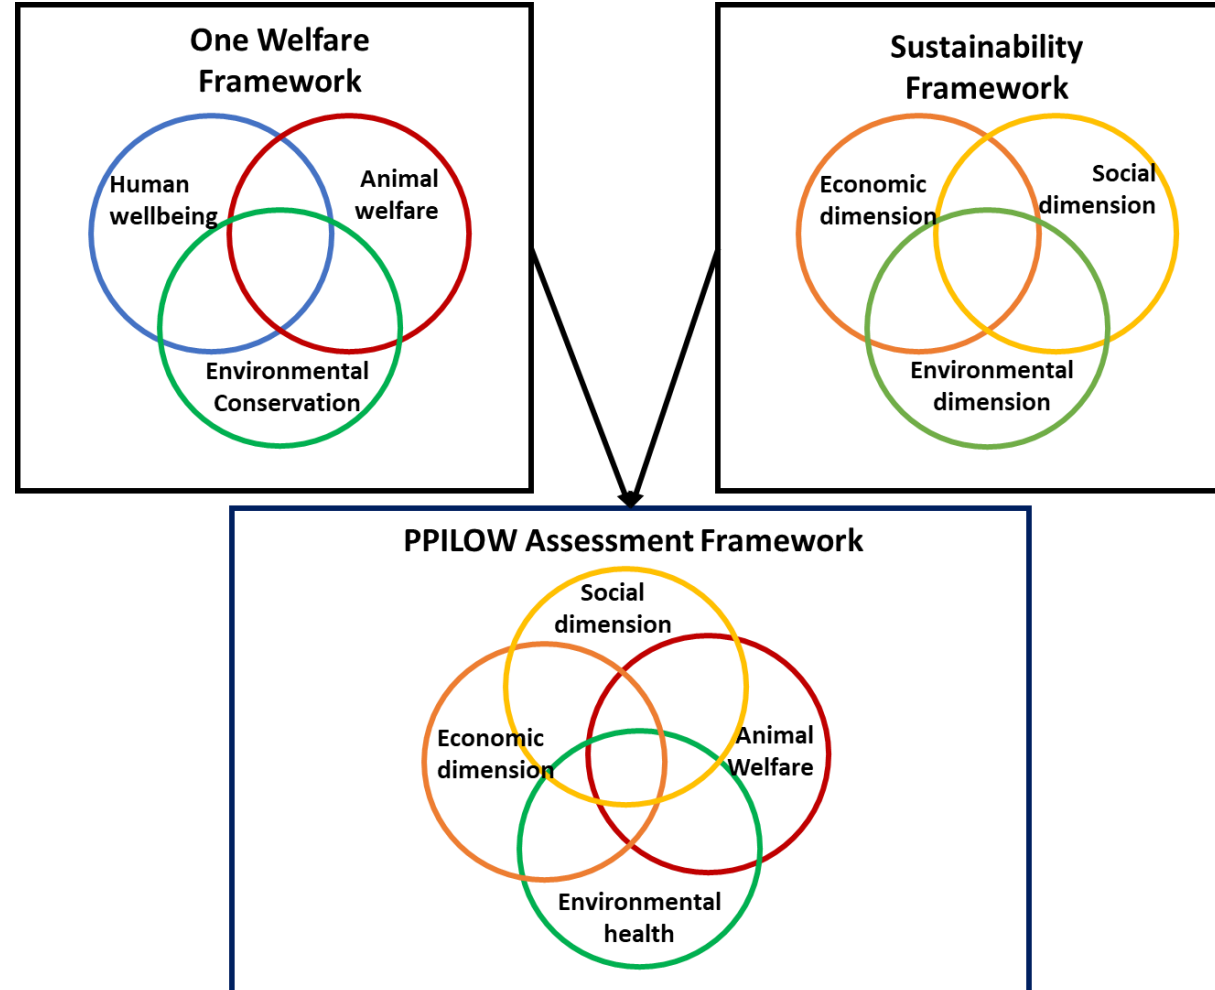 One Welfare
Framework
Human
wellbeing
Animal
welfare
Environmental
Conservation
Sustainability
Framework
Economic
dimension
Social
dimension
Environmental
dimension
PPILOW Assessment Framework
Social
dimension
Economic
dimension
Animal
Welfare
Environmental
health